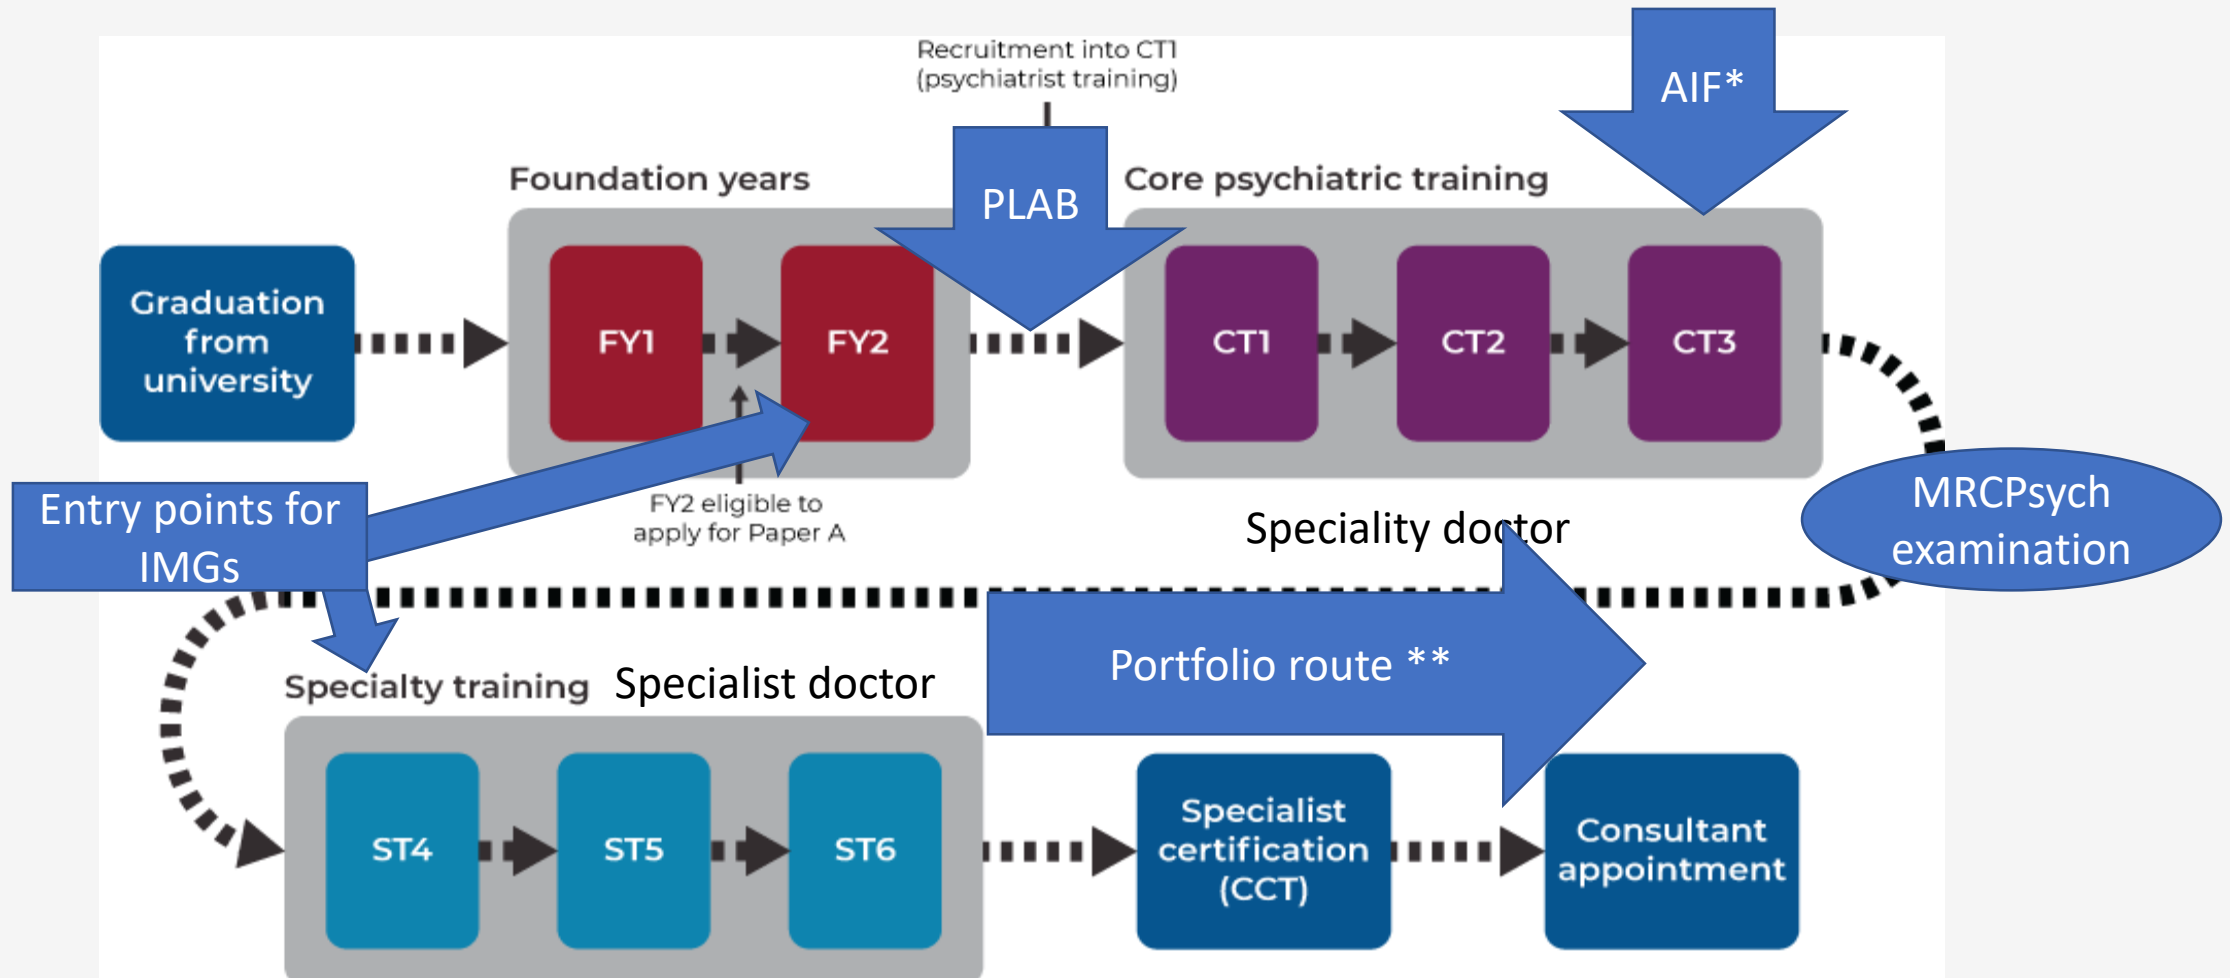 Recruitment into CT1
(psychiatrist training)
AIF*
PLAB
Foundation years
Core psychiatric training
Graduation
from
university
FY1
FY2
CT1
CT2
CT3
FY2 eligible to
apply for Paper A
Entry points for
IMGs
Speciality doctor
MRCPsych
examination
Portfolio route **
Specialty training
Specialist doctor
ST4
ST5
ST6
Specialist
certification
(CCT)
Consultant
appointment